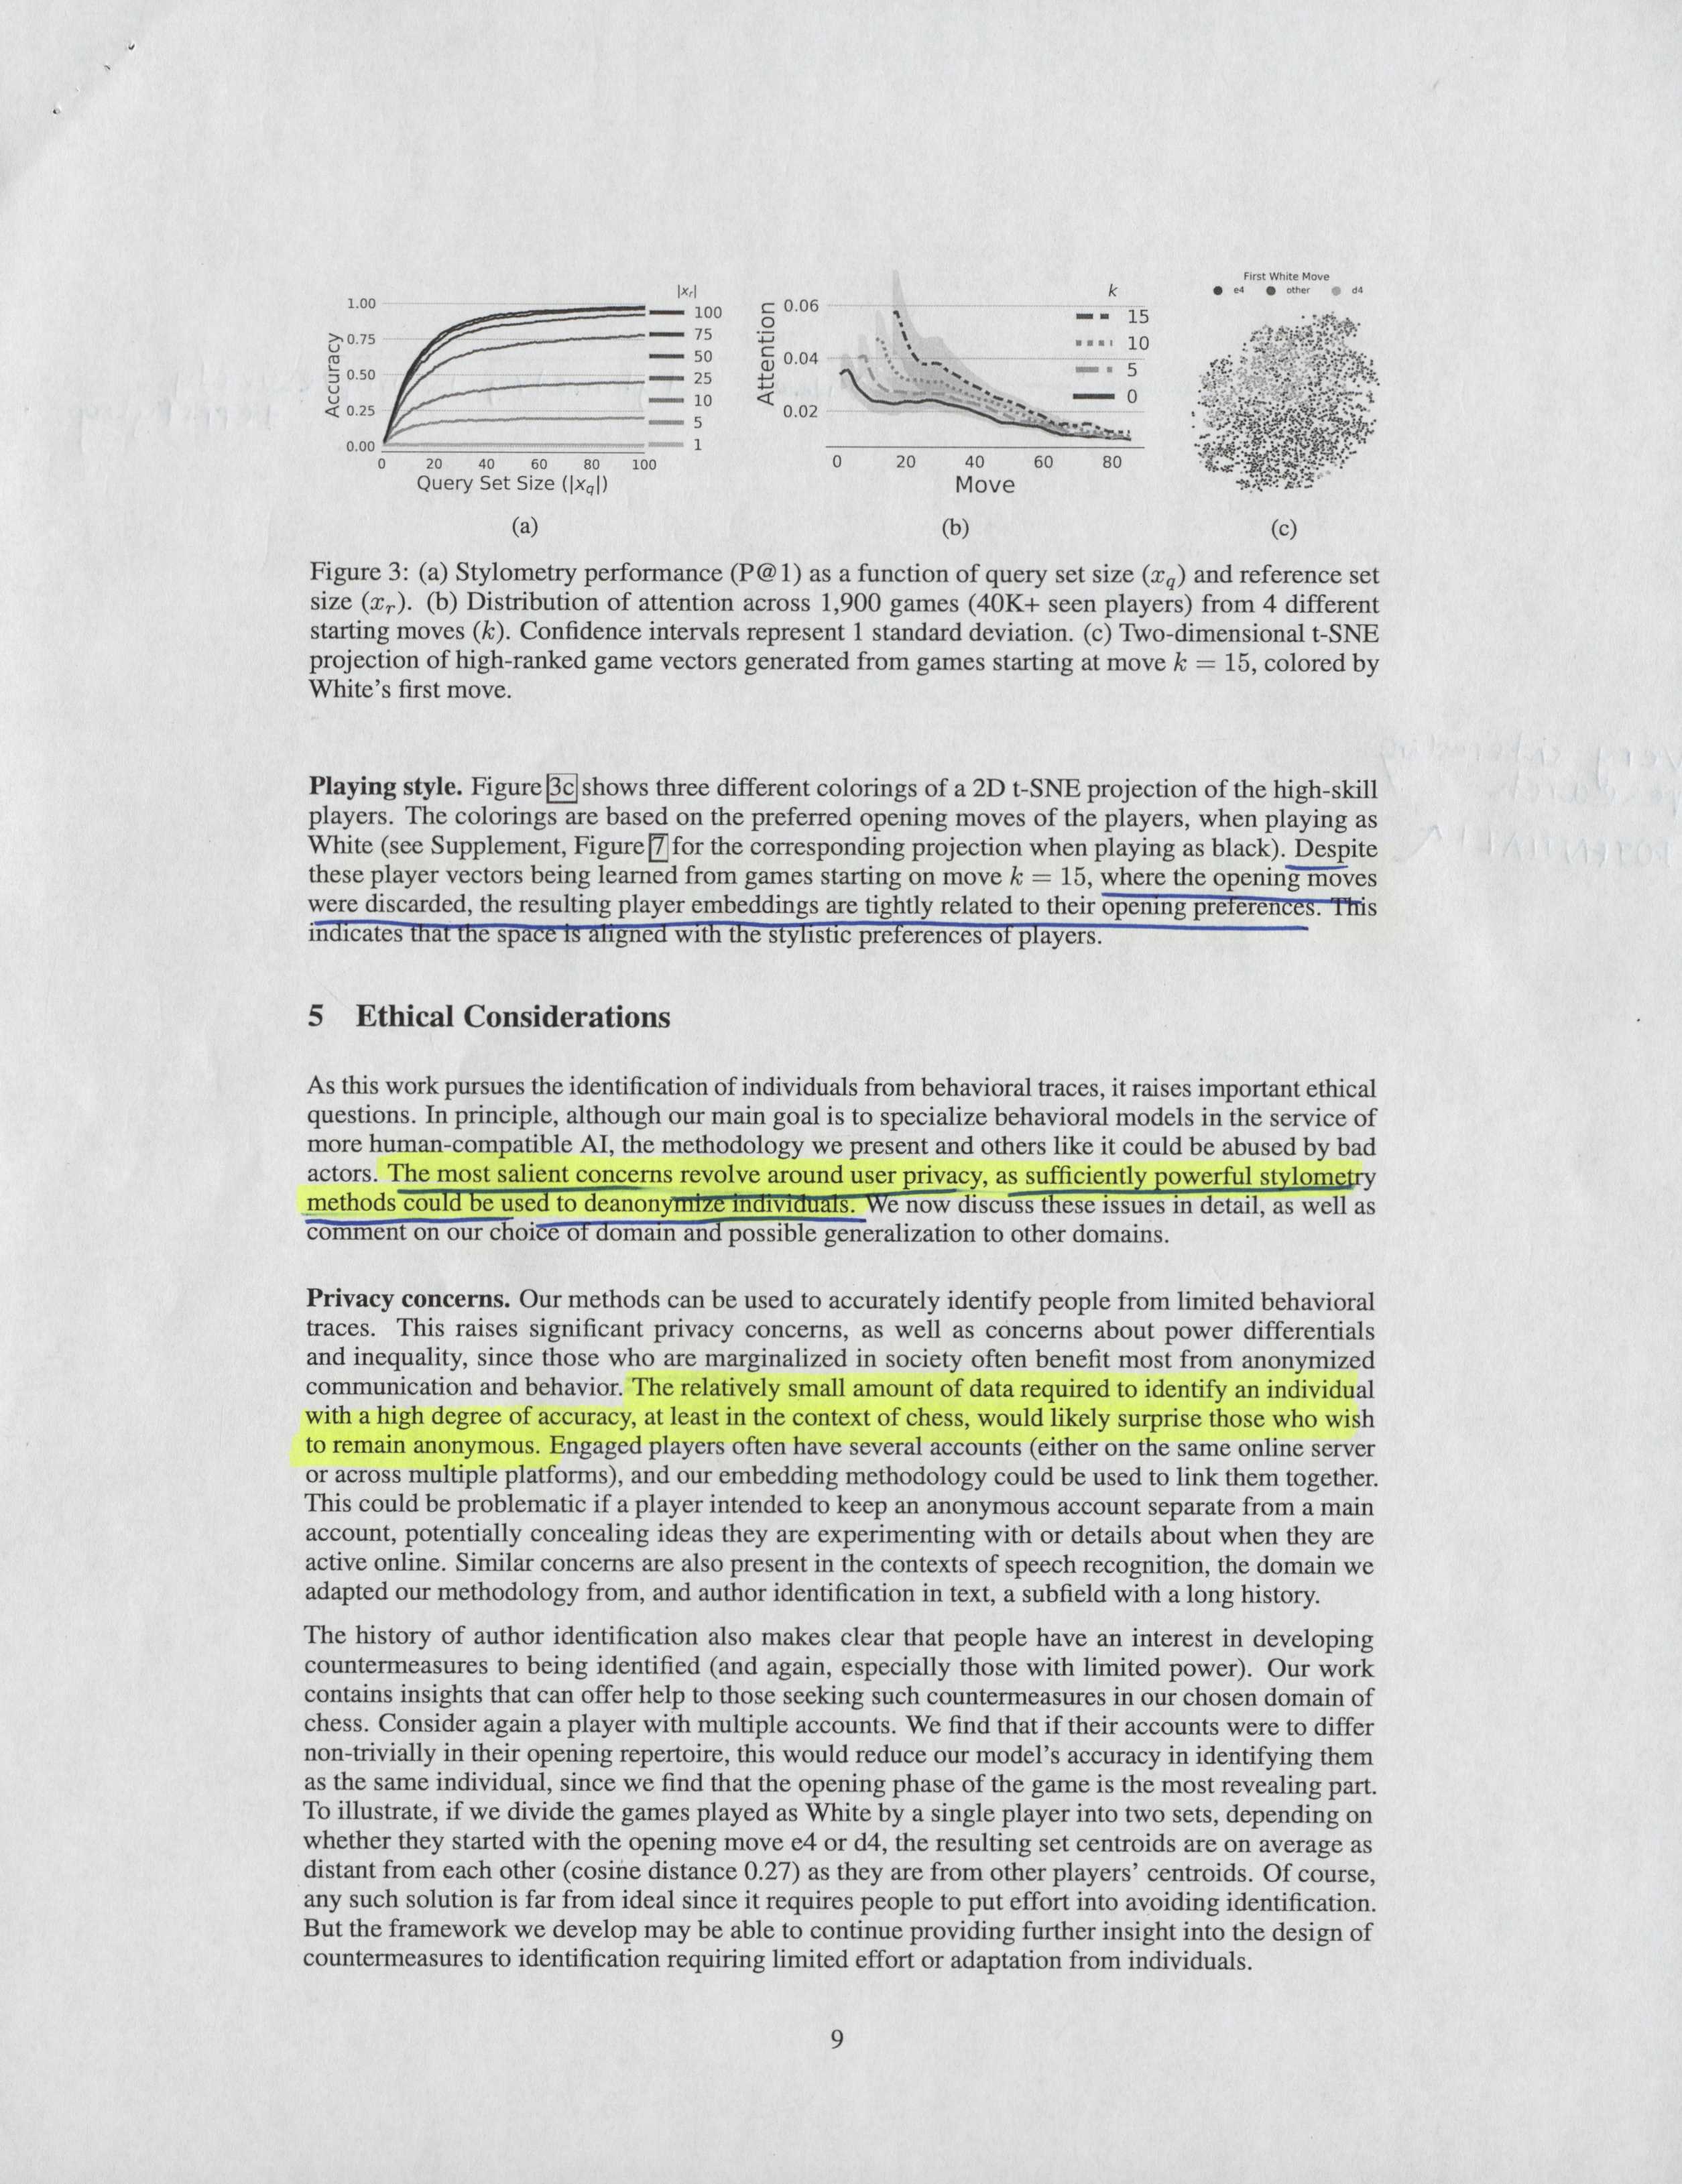 |xᵣ|
1.00
0.75
0.50
0.25
0.00
Accuracy
100
75
50
25
10
5
1
0 20 40 60 80 100
Query Set Size (|x_q|)
(a)
k
0.06
0.04
0.02
Attention
15
10
5
0
0 20 40 60 80
Move
(b)
First White Move
e4 other d4
(c)
Figure 3: (a) Stylometry performance (P@1) as a function of query set size (x_q) and reference set
size (x_r). (b) Distribution of attention across 1,900 games (40K+ seen players) from 4 different
starting moves (k). Confidence intervals represent 1 standard deviation. (c) Two-dimensional t-SNE
projection of high-ranked game vectors generated from games starting at move k = 15, colored by
White's first move.
Playing style. Figure 3c shows three different colorings of a 2D t-SNE projection of the high-skill
players. The colorings are based on the preferred opening moves of the players, when playing as
White (see Supplement, Figure 7 for the corresponding projection when playing as black). Despite
these player vectors being learned from games starting on move k = 15, where the opening moves
were discarded, the resulting player embeddings are tightly related to their opening preferences. This
indicates that the space is aligned with the stylistic preferences of players.
5 Ethical Considerations
As this work pursues the identification of individuals from behavioral traces, it raises important ethical
questions. In principle, although our main goal is to specialize behavioral models in the service of
more human-compatible AI, the methodology we present and others like it could be abused by bad
actors. The most salient concerns revolve around user privacy, as sufficiently powerful stylometry
methods could be used to deanonymize individuals. We now discuss these issues in detail, as well as
comment on our choice of domain and possible generalization to other domains.
Privacy concerns. Our methods can be used to accurately identify people from limited behavioral
traces. This raises significant privacy concerns, as well as concerns about power differentials
and inequality, since those who are marginalized in society often benefit most from anonymized
communication and behavior. The relatively small amount of data required to identify an individual
with a high degree of accuracy, at least in the context of chess, would likely surprise those who wish
to remain anonymous. Engaged players often have several accounts (either on the same online server
or across multiple platforms), and our embedding methodology could be used to link them together.
This could be problematic if a player intended to keep an anonymous account separate from a main
account, potentially concealing ideas they are experimenting with or details about when they are
active online. Similar concerns are also present in the contexts of speech recognition, the domain we
adapted our methodology from, and author identification in text, a subfield with a long history.
The history of author identification also makes clear that people have an interest in developing
countermeasures to being identified (and again, especially those with limited power). Our work
contains insights that can offer help to those seeking such countermeasures in our chosen domain of
chess. Consider again a player with multiple accounts. We find that if their accounts were to differ
non-trivially in their opening repertoire, this would reduce our model's accuracy in identifying them
as the same individual, since we find that the opening phase of the game is the most revealing part.
To illustrate, if we divide the games played as White by a single player into two sets, depending on
whether they started with the opening move e4 or d4, the resulting set centroids are on average as
distant from each other (cosine distance 0.27) as they are from other players' centroids. Of course,
any such solution is far from ideal since it requires people to put effort into avoiding identification.
But the framework we develop may be able to continue providing further insight into the design of
countermeasures to identification requiring limited effort or adaptation from individuals.
9